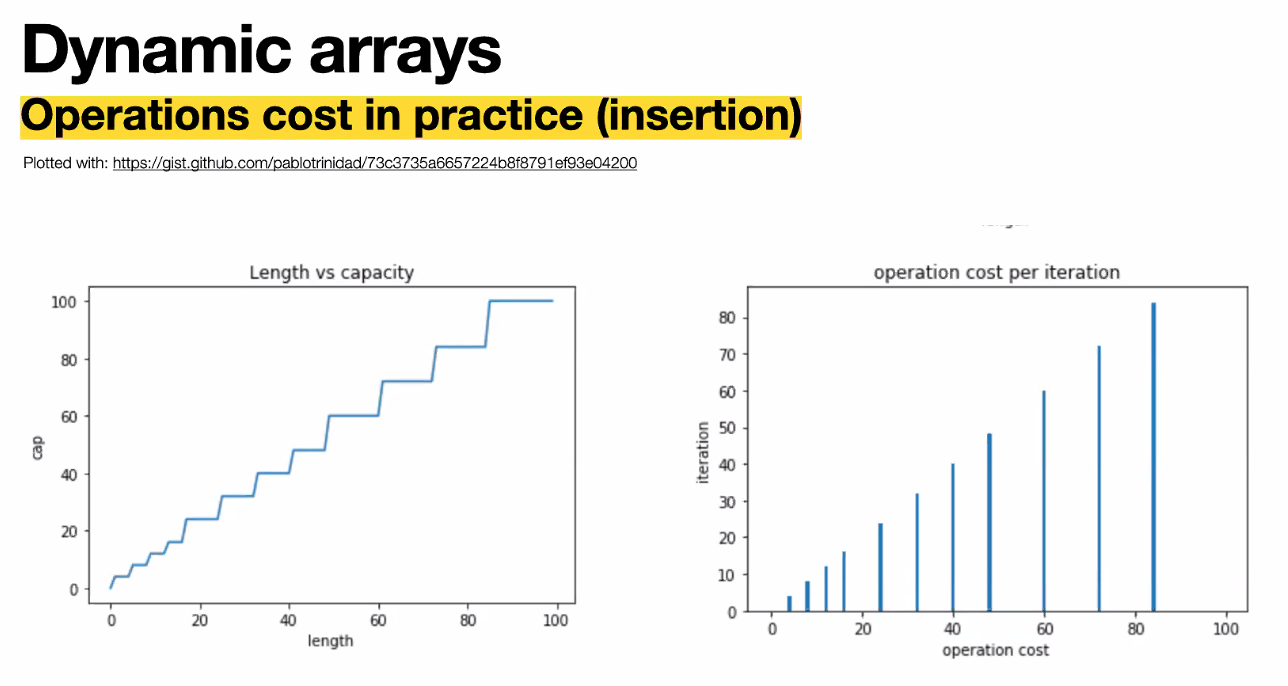 Dynamic arrays
Operations cost in practice (insertion)
Plotted with: https://gist.github.com/pablotrinidad/73c3735a6657224b8f8791ef93e04200
Length vs capacity
100
80
60
40
20
0
cap
0 20 40 60 80 100
length
operation cost per iteration
80
70
60
50
40
30
20
10
0
iteration
0 20 40 60 80 100
operation cost